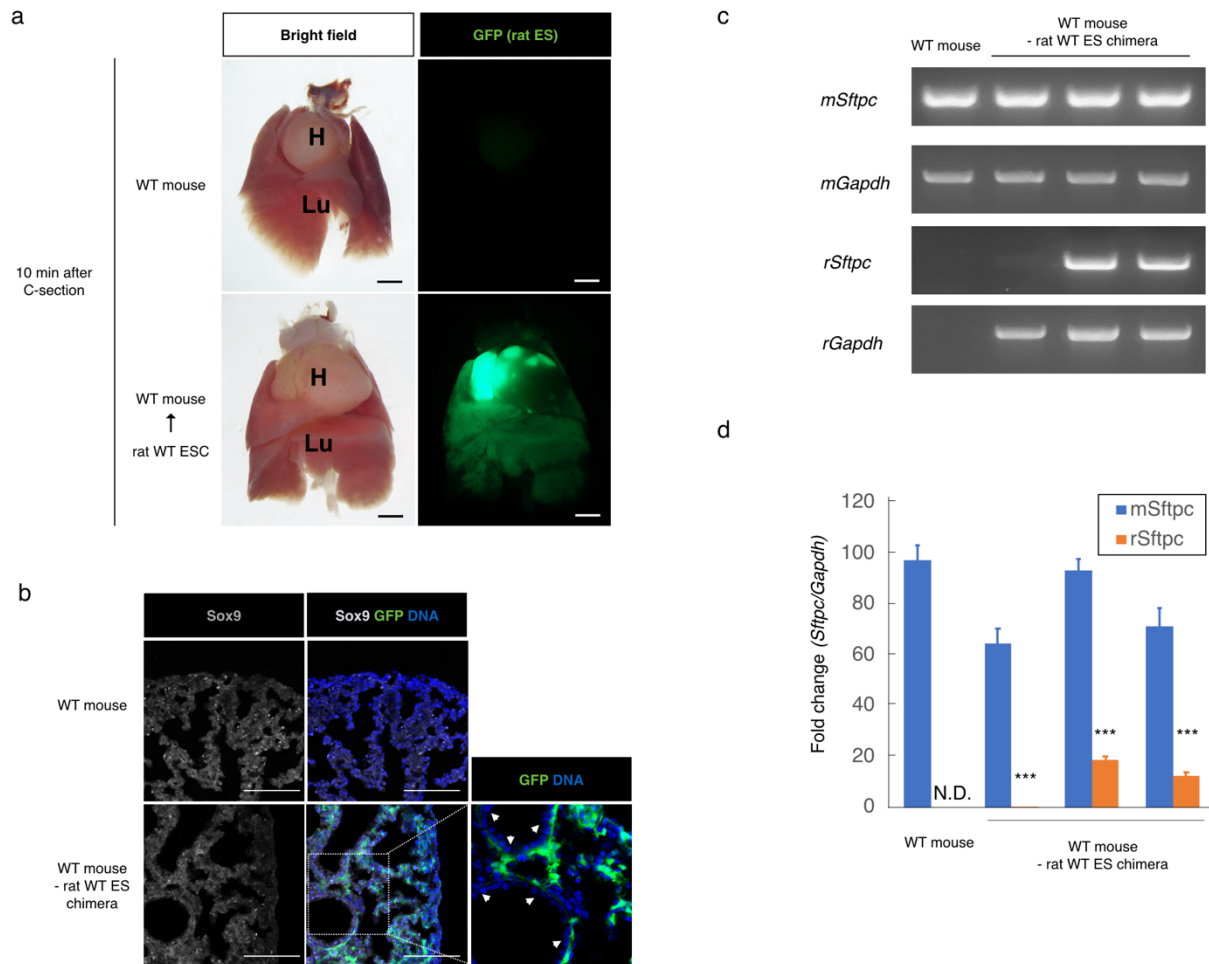 a
Bright field
GFP (rat ES)
H
Lu
WT mouse
10 min after
C-section
H
Lu
WT mouse
↑
rat WT ESC
b
Sox9
Sox9 GFP DNA
WT mouse
GFP DNA
WT mouse
- rat WT ES
chimera
c
WT mouse
WT mouse
- rat WT ES chimera
mSftpc
mGapdh
rSftpc
rGapdh
d
Fold change (Sftpc/Gapdh)
120
100
80
60
40
20
0
mSftpc
rSftpc
N.D.
***
***
***
WT mouse
WT mouse
- rat WT ES chimera